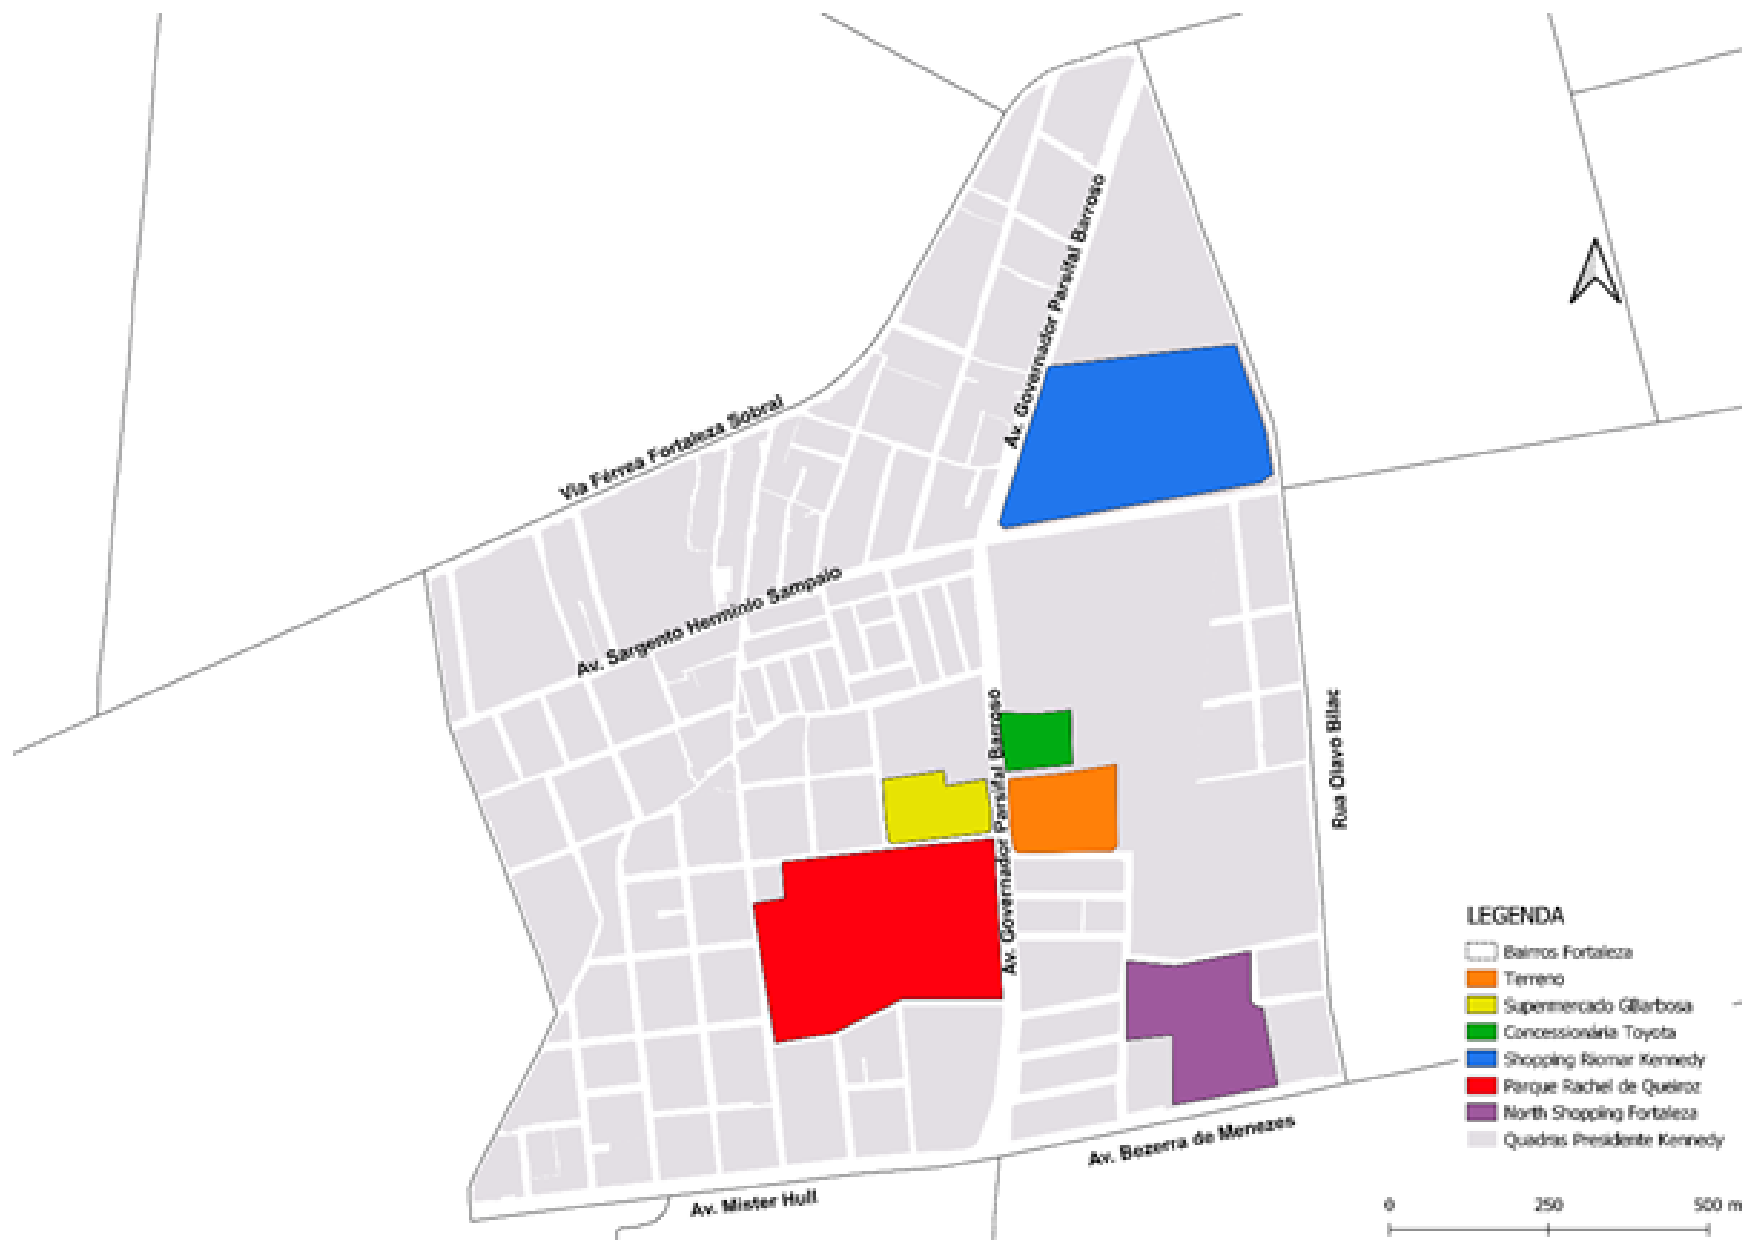 Av. Governador Parsifal Barroso
Via Férrea Fortaleza Sobral
Av. Sargento Hermínio Sampaio
Av. Governador Parsifal Barroso
Rua Olavo Bilac
LEGENDA
Bairros Fortaleza
Terreno
Supermercado GBarbosa
Concessionária Toyota
Shopping Riomar Kennedy
Parque Rachel de Queiroz
North Shopping Fortaleza
Quadras Presidente Kennedy
Av. Bezerra de Menezes
Av. Mister Hull
0 250 500 m